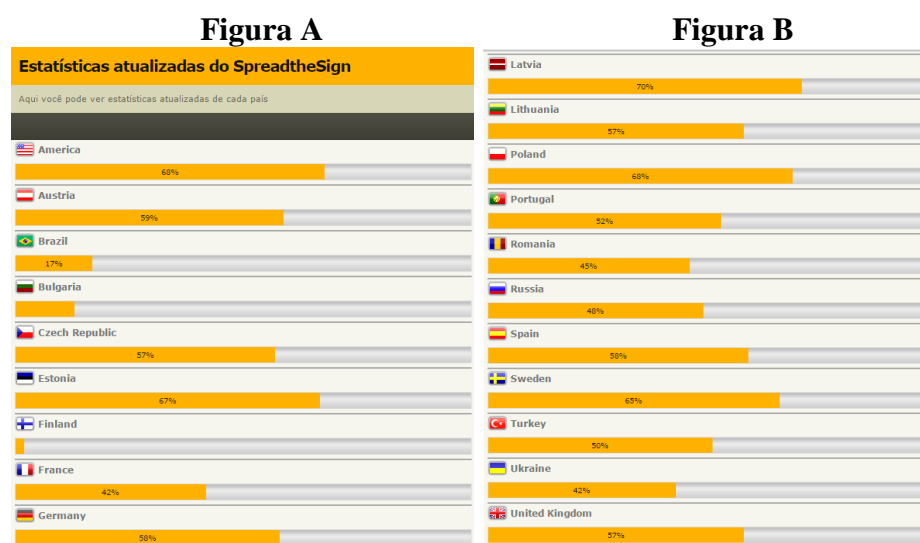 Figura A
Estatísticas atualizadas do SpreadtheSign
Aqui você pode ver estatísticas atualizadas de cada país
America
68%
Austria
59%
Brazil
17%
Bulgaria
Czech Republic
57%
Estonia
67%
Finland
France
42%
Germany
58%
Figura B
Latvia
70%
Lithuania
57%
Poland
68%
Portugal
52%
Romania
45%
Russia
48%
Spain
58%
Sweden
65%
Turkey
50%
Ukraine
42%
United Kingdom
57%